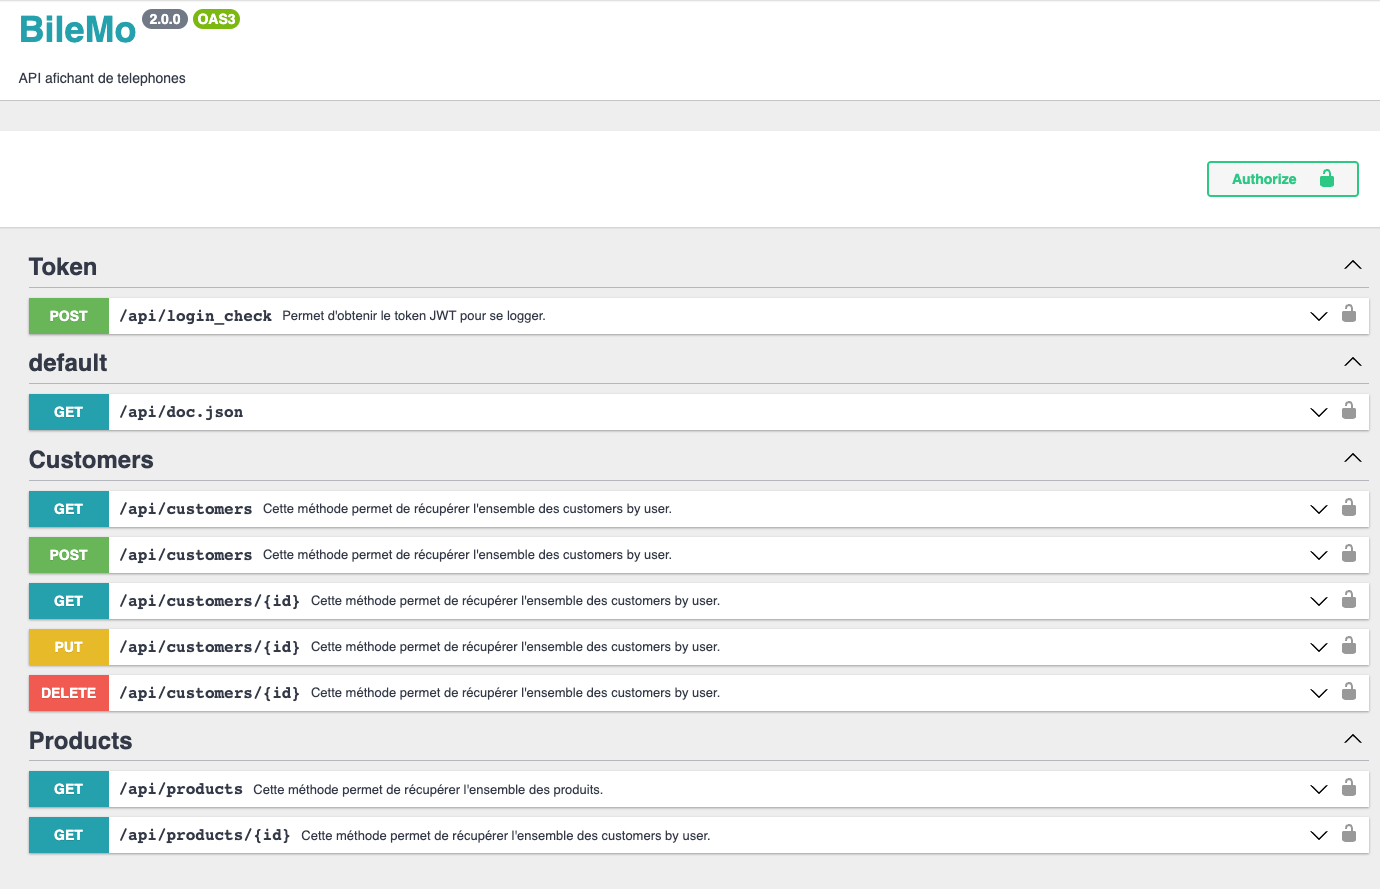 BileMo 2.0.0 OAS3
API afichant de telephones
Authorize
Token
POST /api/login_check Permet d'obtenir le token JWT pour se logger.
default
GET /api/doc.json
Customers
GET /api/customers Cette méthode permet de récupérer l'ensemble des customers by user.
POST /api/customers Cette méthode permet de récupérer l'ensemble des customers by user.
GET /api/customers/{id} Cette méthode permet de récupérer l'ensemble des customers by user.
PUT /api/customers/{id} Cette méthode permet de récupérer l'ensemble des customers by user.
DELETE /api/customers/{id} Cette méthode permet de récupérer l'ensemble des customers by user.
Products
GET /api/products Cette méthode permet de récupérer l'ensemble des produits.
GET /api/products/{id} Cette méthode permet de récupérer l'ensemble des customers by user.